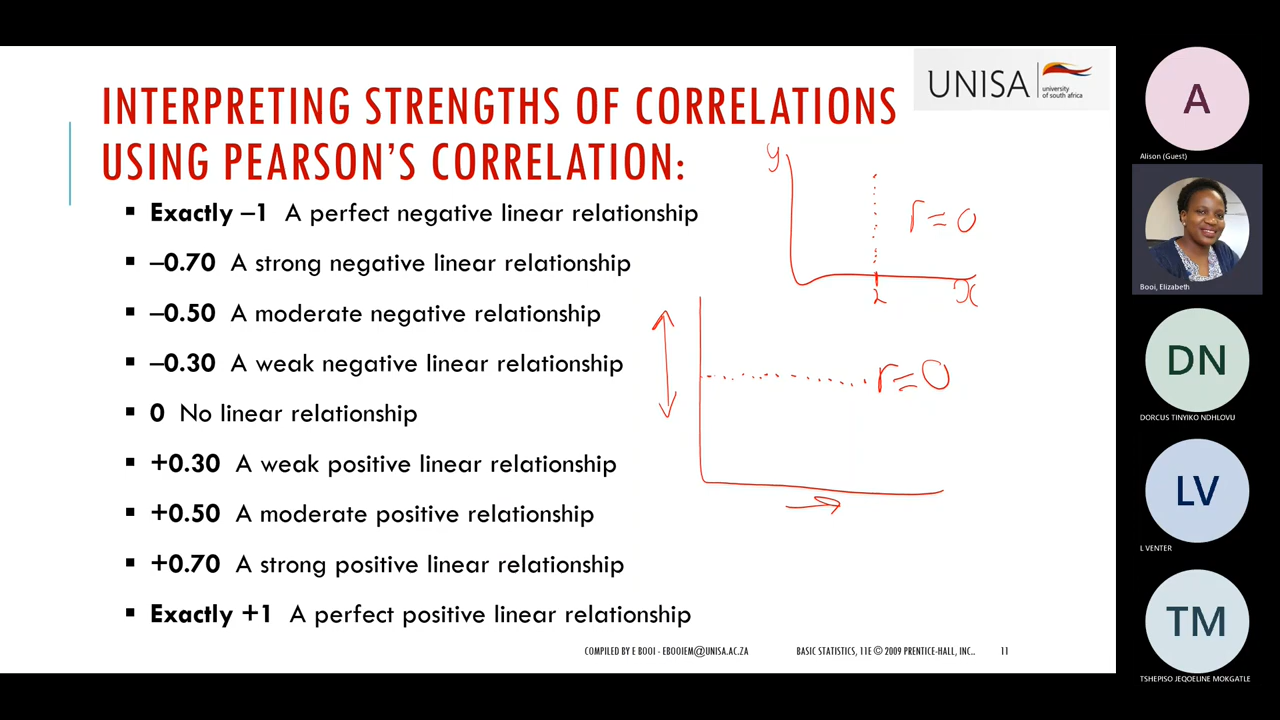 INTERPRETING STRENGTHS OF CORRELATIONS
USING PEARSON'S CORRELATION:
UNISA
university
of south africa
▪ Exactly –1 A perfect negative linear relationship
▪ –0.70 A strong negative linear relationship
▪ –0.50 A moderate negative relationship
▪ –0.30 A weak negative linear relationship
▪ 0 No linear relationship
▪ +0.30 A weak positive linear relationship
▪ +0.50 A moderate positive relationship
▪ +0.70 A strong positive linear relationship
▪ Exactly +1 A perfect positive linear relationship
y
r=0
2
x
r=0
COMPILED BY E BOOI - EBOOIEM@UNISA.AC.ZA
BASIC STATISTICS, 11E © 2009 PRENTICE-HALL, INC..
11
A
Alison (Guest)
Booi, Elizabeth
DN
DORCUS TINYIKO NDHLOVU
LV
L VENTER
TM
TSHEPISO JEQOELINE MOKGATLE